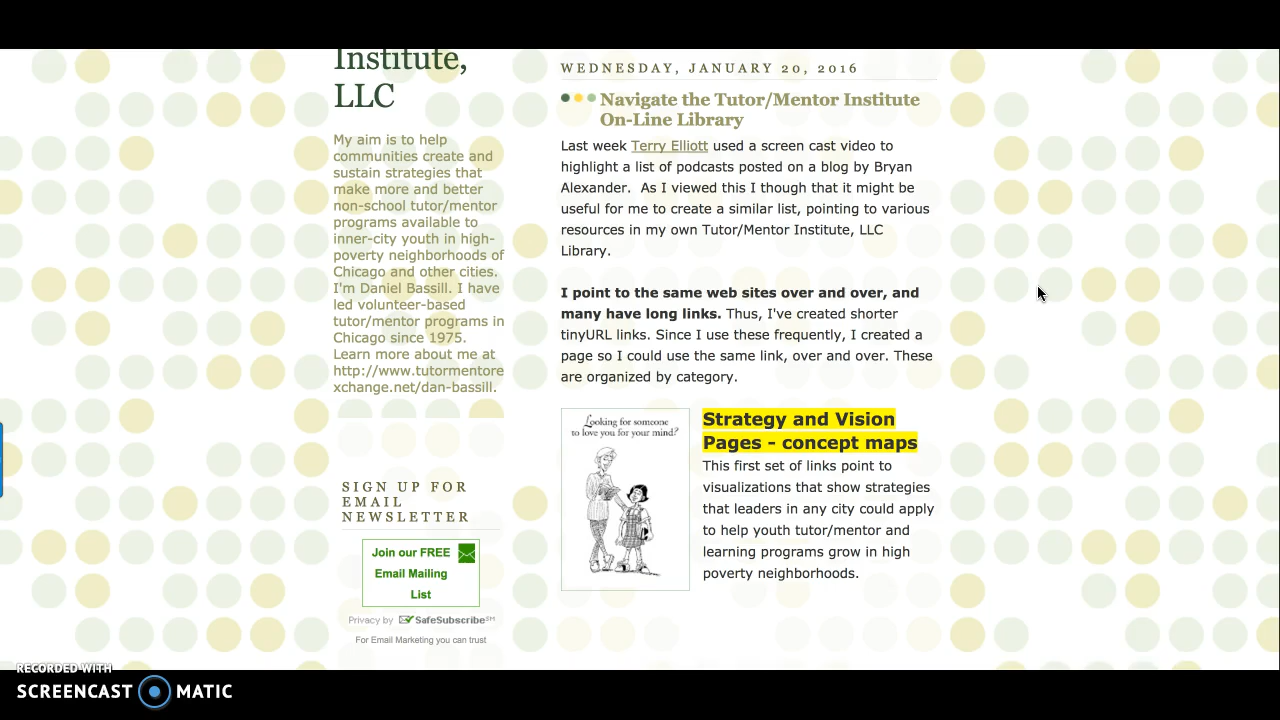 Institute,
LLC
My aim is to help
communities create and
sustain strategies that
make more and better
non-school tutor/mentor
programs available to
inner-city youth in high-
poverty neighborhoods of
Chicago and other cities.
I'm Daniel Bassill. I have
led volunteer-based
tutor/mentor programs in
Chicago since 1975.
Learn more about me at
http://www.tutormentore
xchange.net/dan-bassill.
SIGN UP FOR
EMAIL
NEWSLETTER
Join our FREE
Email Mailing
List
Privacy by SafeSubscribe℠
For Email Marketing you can trust
WEDNESDAY, JANUARY 20, 2016
Navigate the Tutor/Mentor Institute
On-Line Library
Last week Terry Elliott used a screen cast video to
highlight a list of podcasts posted on a blog by Bryan
Alexander.  As I viewed this I though that it might be
useful for me to create a similar list, pointing to various
resources in my own Tutor/Mentor Institute, LLC
Library.
I point to the same web sites over and over, and
many have long links. Thus, I've created shorter
tinyURL links. Since I use these frequently, I created a
page so I could use the same link, over and over. These
are organized by category.
Looking for someone
to love you for your mind?
Strategy and Vision
Pages - concept maps
This first set of links point to
visualizations that show strategies
that leaders in any city could apply
to help youth tutor/mentor and
learning programs grow in high
poverty neighborhoods.
RECORDED WITH
SCREENCAST MATIC